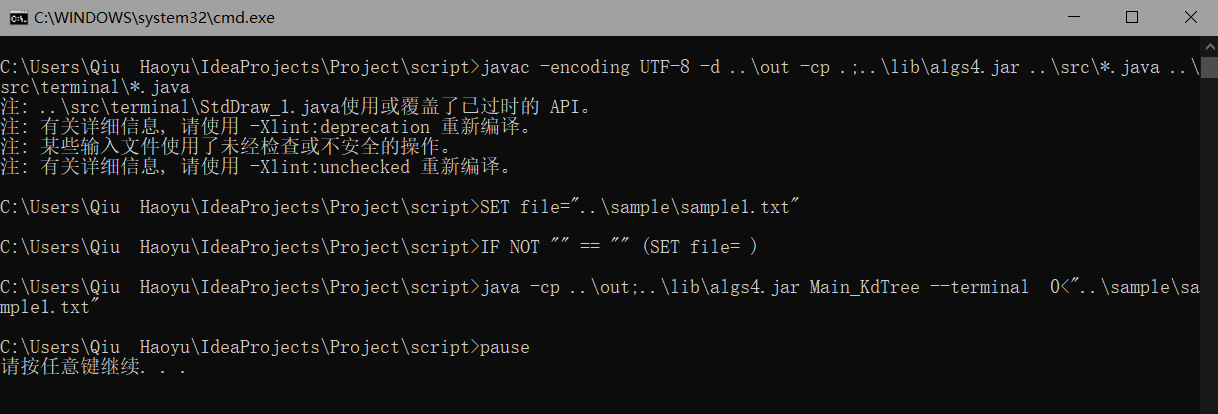 C:\WINDOWS\system32\cmd.exe
C:\Users\Qiu  Haoyu\IdeaProjects\Project\script>javac -encoding UTF-8 -d ..\out -cp .;..\lib\algs4.jar ..\src\*.java ..\
src\terminal\*.java
注: ..\src\terminal\StdDraw_1.java使用或覆盖了已过时的 API。
注: 有关详细信息, 请使用 -Xlint:deprecation 重新编译。
注: 某些输入文件使用了未经检查或不安全的操作。
注: 有关详细信息, 请使用 -Xlint:unchecked 重新编译。
C:\Users\Qiu  Haoyu\IdeaProjects\Project\script>SET file="..\sample\sample1.txt"
C:\Users\Qiu  Haoyu\IdeaProjects\Project\script>IF NOT "" == "" (SET file= )
C:\Users\Qiu  Haoyu\IdeaProjects\Project\script>java -cp ..\out;..\lib\algs4.jar Main_KdTree --terminal  0<"..\sample\sa
mple1.txt"
C:\Users\Qiu  Haoyu\IdeaProjects\Project\script>pause
请按任意键继续. . .